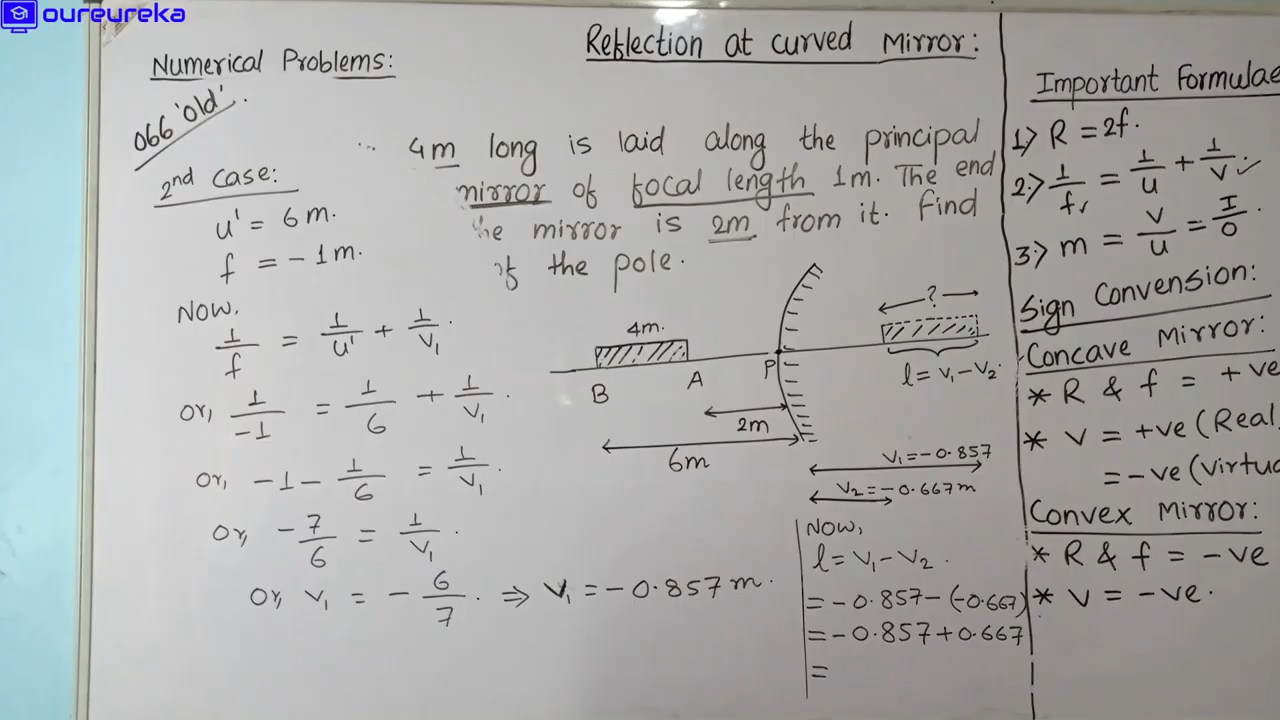 oureureka
Reflection at curved Mirror:
Numerical Problems:
066 'old'.
4m long is laid along the principal
mirror of focal length 1m. The end
the mirror is 2m from it. Find
of the pole.
2nd case:
u' = 6m.
f = -1m.
Now,
1/f = 1/u' + 1/v₁.
or, 1/-1 = 1/6 + 1/v₁.
or, -1 - 1/6 = 1/v₁.
or, -7/6 = 1/v₁.
or, v₁ = -6/7. ⇒ v₁ = -0.857m.
4m.
B
A
P
2m
6m
?
l = v₁-v₂.
v₁=-0.857
v₂=-0.667m
Now,
l = v₁-v₂.
= -0.857-(-0.667)
= -0.857+0.667
=
Important Formulae
1.> R = 2f.
2.> 1/f = 1/u + 1/v.
3.> m = v/u = I/O.
Sign Convension:
Concave Mirror:
* R & f = +ve
* v = +ve (Real,
= -ve (virtua
Convex Mirror:
* R & f = -ve
* v = -ve.